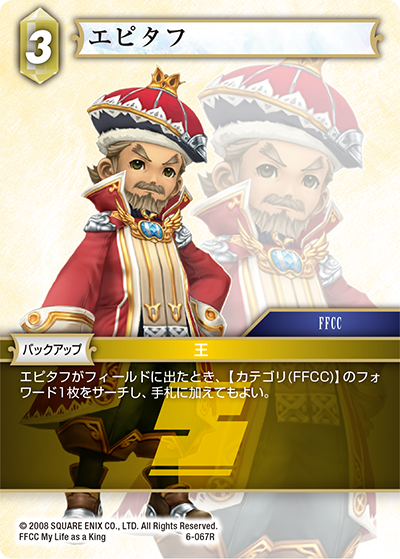 3
エピタフ
FFCC
バックアップ
王
エピタフがフィールドに出たとき、【カテゴリ(FFCC)】のフォ
ワード1枚をサーチし、手札に加えてもよい。
© 2008 SQUARE ENIX CO., LTD. All Rights Reserved.
FFCC My Life as a King
6-067R